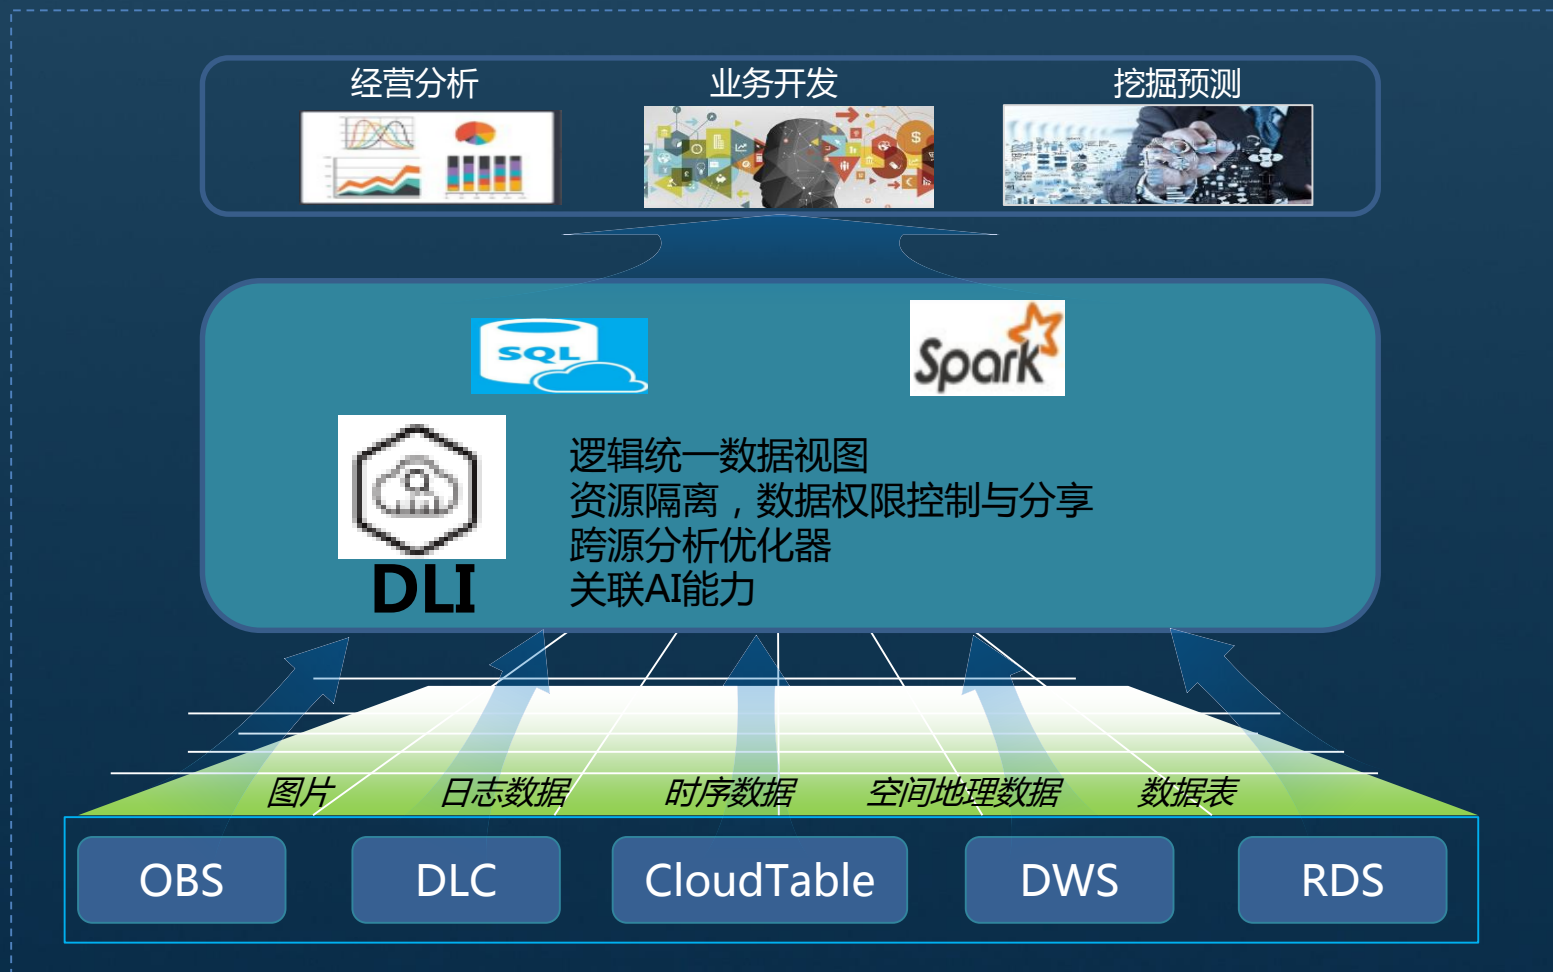 经营分析
业务开发
挖掘预测
SQL
Spark
逻辑统一数据视图
资源隔离，数据权限控制与分享
跨源分析优化器
关联AI能力
DLI
图片
日志数据
时序数据
空间地理数据
数据表
OBS
DLC
CloudTable
DWS
RDS